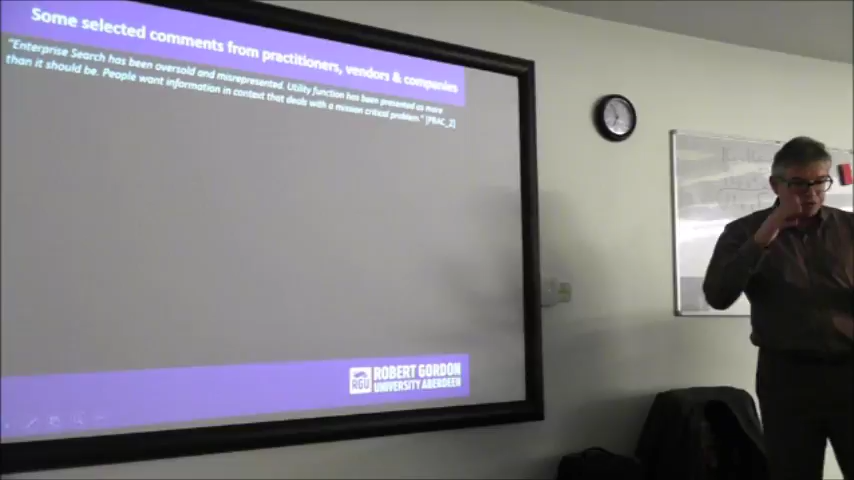 Some selected comments from practitioners, vendors & companies
"Enterprise Search has been oversold and misrepresented. Utility function has been presented as more
than it should be. People want information in context that deals with a mission critical problem." [PRAC_2]
RGU
ROBERT GORDON
UNIVERSITY ABERDEEN